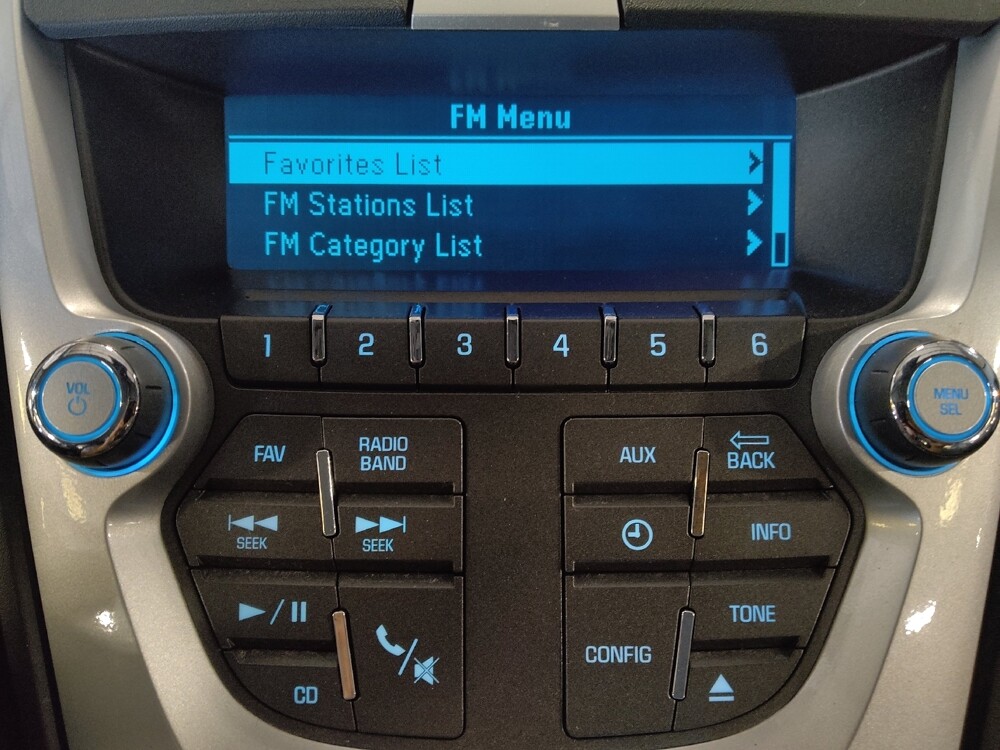 FM Menu
Favorites List
FM Stations List
FM Category List
1 2 3 4 5 6
VOL
MENU
SEL
FAV
RADIO
BAND
AUX
BACK
SEEK
SEEK
INFO
CONFIG
TONE
CD